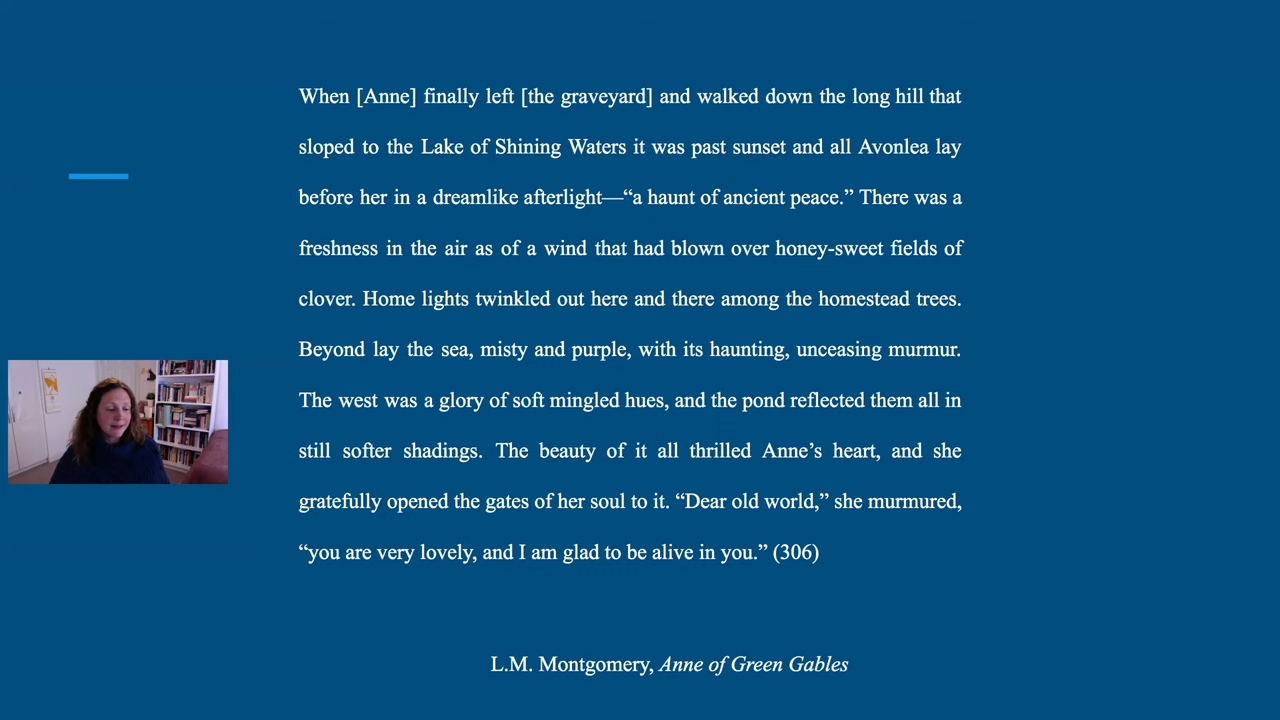 When [Anne] finally left [the graveyard] and walked down the long hill that
sloped to the Lake of Shining Waters it was past sunset and all Avonlea lay
before her in a dreamlike afterlight—“a haunt of ancient peace.” There was a
freshness in the air as of a wind that had blown over honey-sweet fields of
clover. Home lights twinkled out here and there among the homestead trees.
Beyond lay the sea, misty and purple, with its haunting, unceasing murmur.
The west was a glory of soft mingled hues, and the pond reflected them all in
still softer shadings. The beauty of it all thrilled Anne’s heart, and she
gratefully opened the gates of her soul to it. “Dear old world,” she murmured,
“you are very lovely, and I am glad to be alive in you.” (306)
L.M. Montgomery, Anne of Green Gables